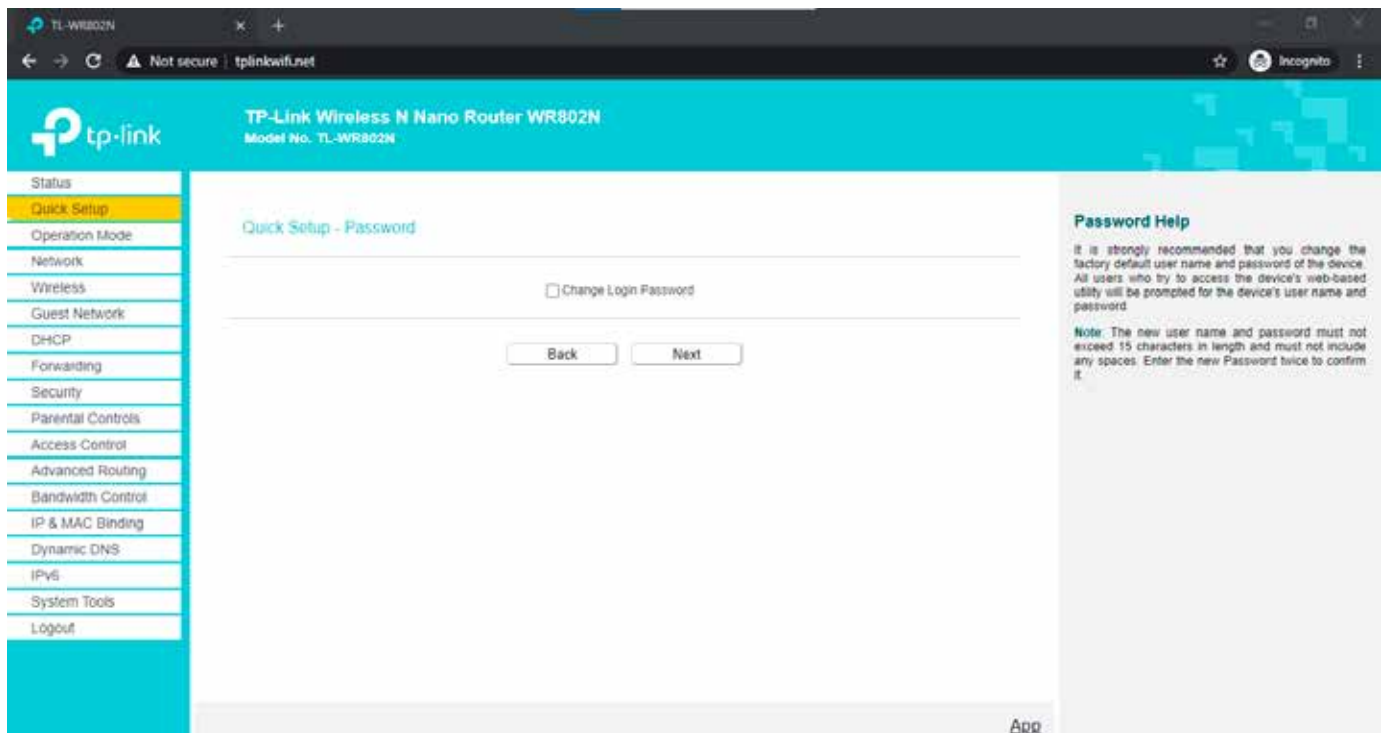 TL-WR802N
Not secure tplinkwifi.net
Incognito
tp-link
TP-Link Wireless N Nano Router WR802N
Model No. TL-WR802N
Status
Quick Setup
Operation Mode
Network
Wireless
Guest Network
DHCP
Forwarding
Security
Parental Controls
Access Control
Advanced Routing
Bandwidth Control
IP & MAC Binding
Dynamic DNS
IPv6
System Tools
Logout
Quick Setup - Password
Change Login Password
Back Next
Password Help
It is strongly recommended that you change the
factory default user name and password of the device.
All users who try to access the device's web-based
utility will be prompted for the device's user name and
password.
Note: The new user name and password must not
exceed 15 characters in length and must not include
any spaces. Enter the new Password twice to confirm
it.
App